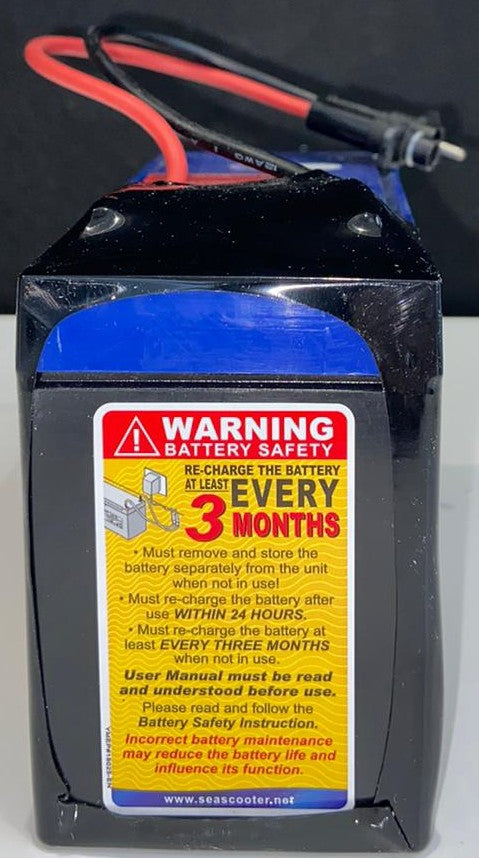 WARNING
BATTERY SAFETY
RE-CHARGE THE BATTERY
AT LEAST EVERY
3 MONTHS
• Must remove and store the
battery separately from the unit
when not in use!
• Must re-charge the battery after
use WITHIN 24 HOURS.
• Must re-charge the battery at
least EVERY THREE MONTHS
when not in use.
User Manual must be read
and understood before use.
Please read and follow the
Battery Safety Instruction.
Incorrect battery maintenance
may reduce the battery life and
influence its function.
www.seascooter.net